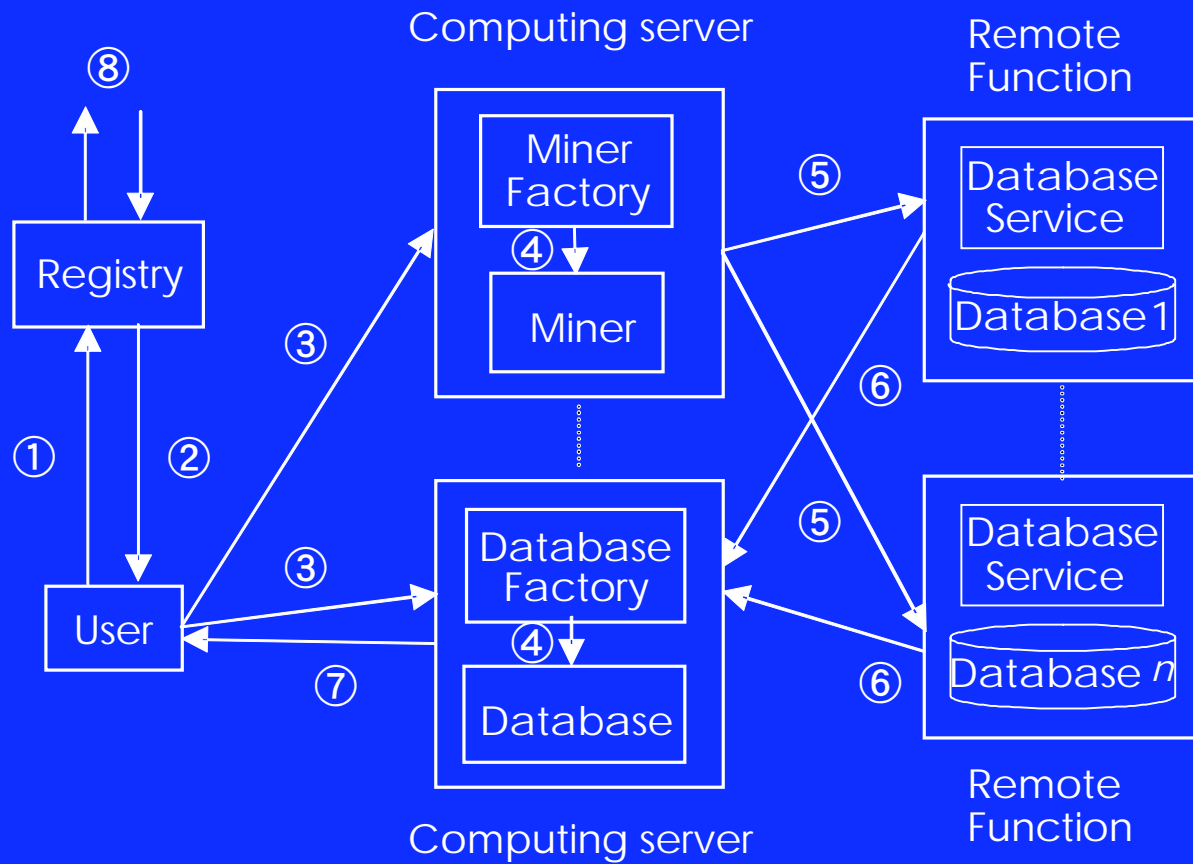 Computing server
Remote
Function
⑧
Miner
Factory
④
Miner
⑤
Database
Service
Database 1
Registry
③
⑥
①
②
⑤
Database
Factory
④
Database
③
User
⑦
Database
Service
Database n
⑥
Remote
Function
Computing server